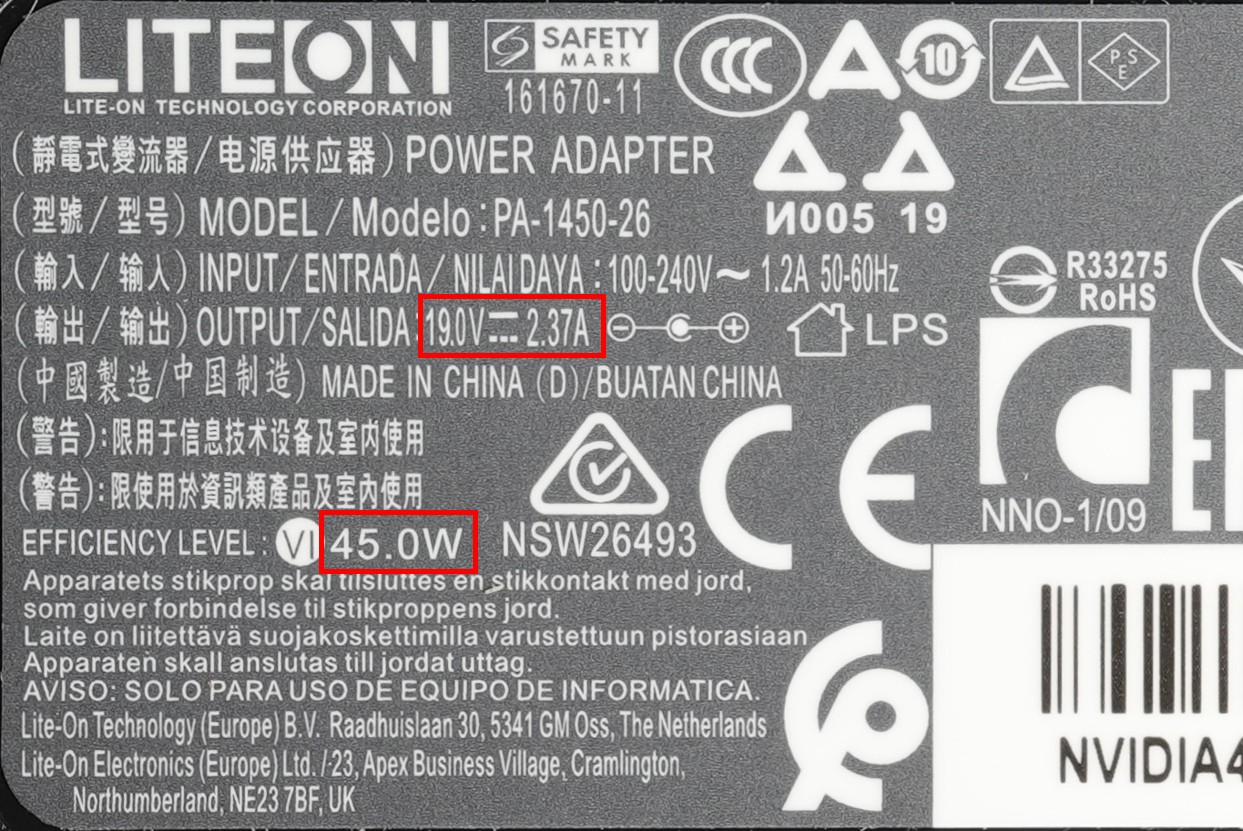 LITEON
LITE-ON TECHNOLOGY CORPORATION
SAFETY
MARK
161670-11
10
PSE
(靜電式變流器/电源供应器) POWER ADAPTER
(型號/型号) MODEL/Modelo:PA-1450-26
И005 19
(輸入/输入) INPUT/ENTRADA/NILAI DAYA:100-240V~ 1.2A 50-60Hz
R33275
RoHS
(輸出/输出) OUTPUT/SALIDA:19.0V⎓2.37A
LPS
(中國製造/中国制造) MADE IN CHINA (D)/BUATAN CHINA
(警告):限用于信息技术设备及室内使用
(警告):限使用於資訊類產品及室內使用
NNO-1/09
EFFICIENCY LEVEL: VI 45.0W
NSW26493
Apparatets stikprop skal tilsluttes en stikkontakt med jord,
som giver forbindelse til stikproppens jord.
Laite on liitettävä suojakoskettimilla varustettuun pistorasiaan
Apparaten skall anslutas till jordat uttag.
AVISO: SOLO PARA USO DE EQUIPO DE INFORMATICA.
Lite-On Technology (Europe) B.V. Raadhuislaan 30, 5341 GM Oss, The Netherlands
Lite-On Electronics (Europe) Ltd. /·23, Apex Business Village, Cramlington,
Northumberland, NE23 7BF, UK
NVIDIA4